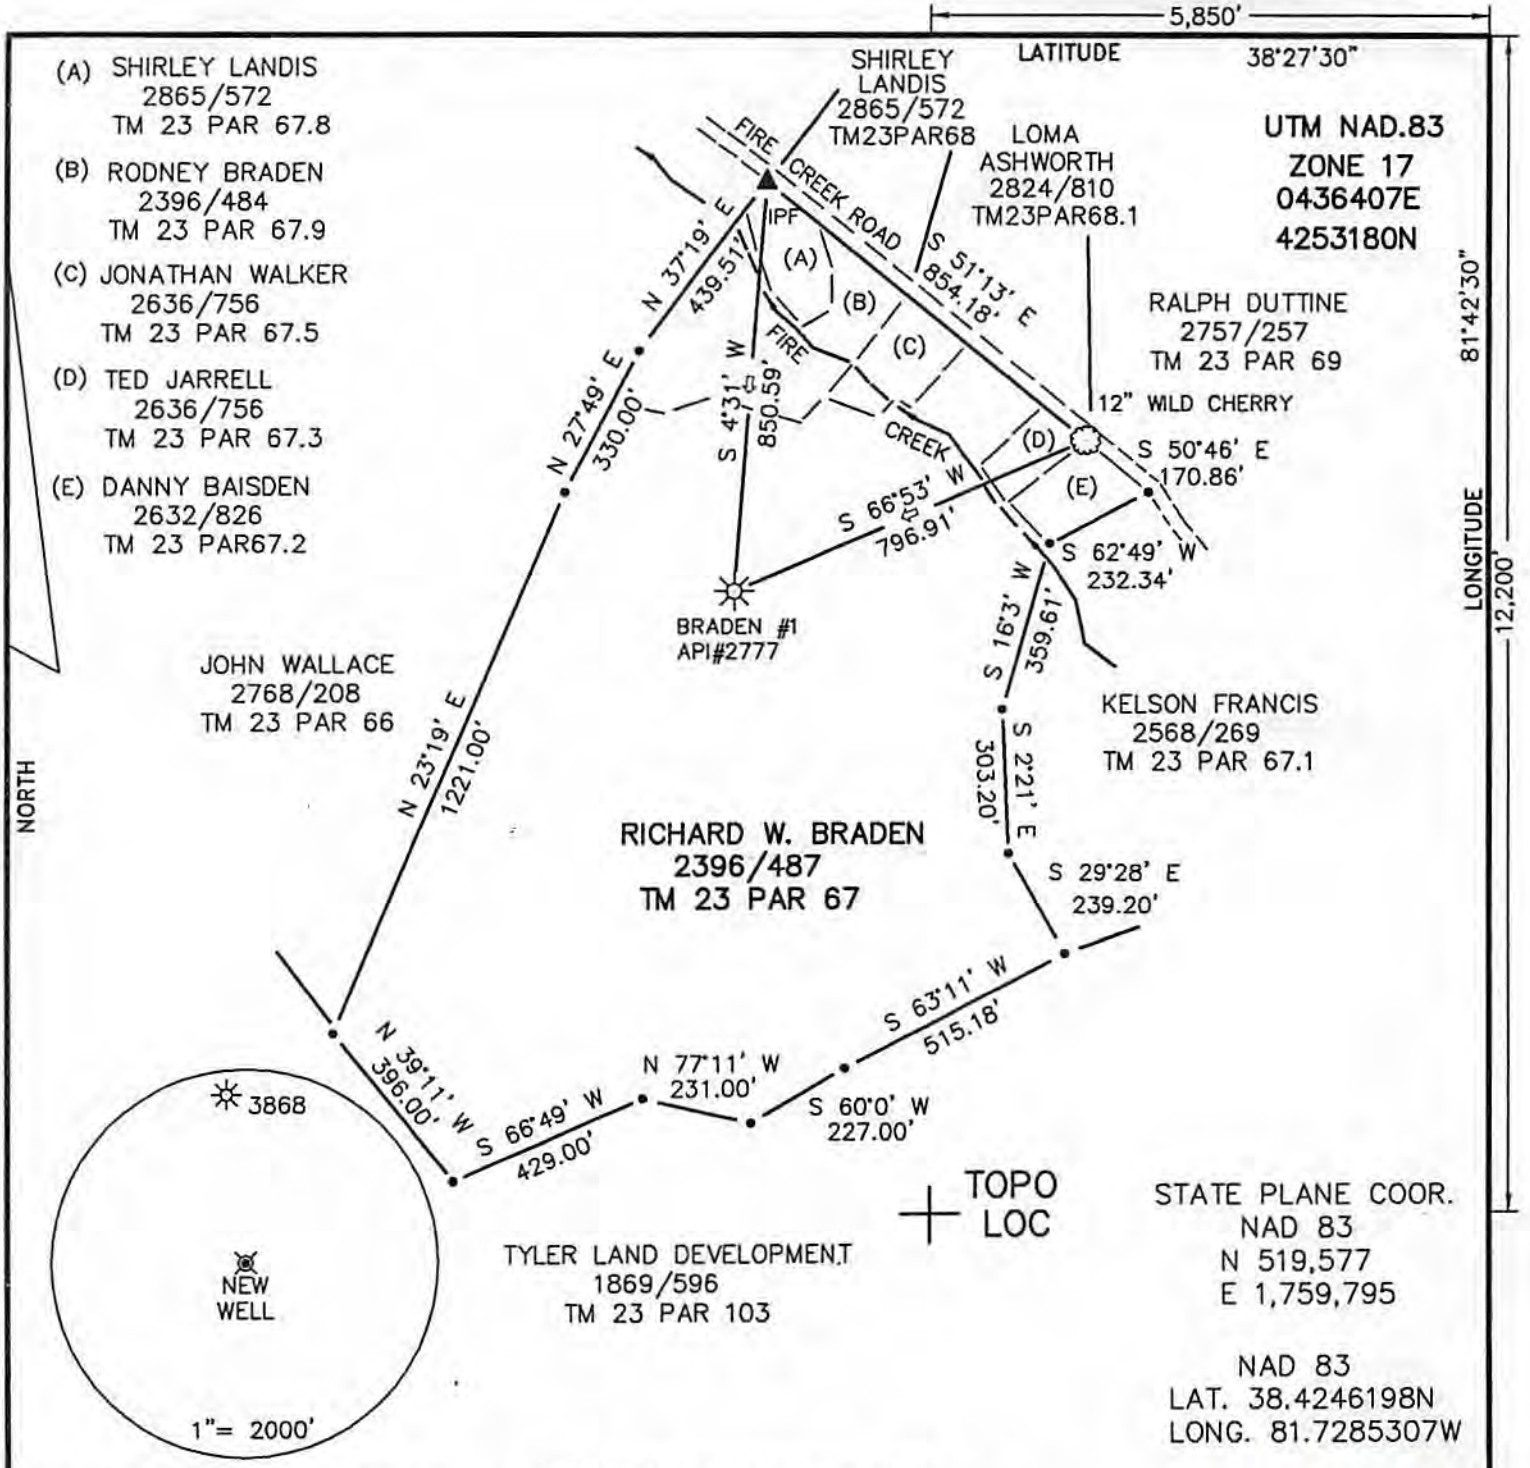 5,850'
LATITUDE 38°27'30"
(A) SHIRLEY LANDIS
2865/572
TM 23 PAR 67.8
(B) RODNEY BRADEN
2396/484
TM 23 PAR 67.9
(C) JONATHAN WALKER
2636/756
TM 23 PAR 67.5
(D) TED JARRELL
2636/756
TM 23 PAR 67.3
(E) DANNY BAISDEN
2632/826
TM 23 PAR67.2
SHIRLEY
LANDIS
2865/572
TM23PAR68
LOMA
ASHWORTH
2824/810
TM23PAR68.1
UTM NAD.83
ZONE 17
0436407E
4253180N
81°42'30"
LONGITUDE
12,200'
RALPH DUTTINE
2757/257
TM 23 PAR 69
12" WILD CHERRY
FIRE CREEK ROAD
IPF
(A)
(B)
(C)
(D)
(E)
FIRE
CREEK
N 37°19' E
439.51'
S 51°13' E
854.18'
S 4°31' W
850.59'
N 27°49' E
330.00'
S 50°46' E
170.86'
S 66°53' W
796.91'
S 62°49' W
232.34'
S 16°3' W
359.61'
BRADEN #1
API#2777
JOHN WALLACE
2768/208
TM 23 PAR 66
KELSON FRANCIS
2568/269
TM 23 PAR 67.1
N 23°19' E
1221.00'
S 2°21' E
303.20'
NORTH
RICHARD W. BRADEN
2396/487
TM 23 PAR 67
S 29°28' E
239.20'
S 63°11' W
515.18'
N 39°11' W
396.00'
N 77°11' W
231.00'
S 60°0' W
227.00'
S 66°49' W
429.00'
3868
NEW
WELL
1"= 2000'
TOPO
LOC
TYLER LAND DEVELOPMENT
1869/596
TM 23 PAR 103
STATE PLANE COOR.
NAD 83
N 519,577
E 1,759,795
NAD 83
LAT. 38.4246198N
LONG. 81.7285307W